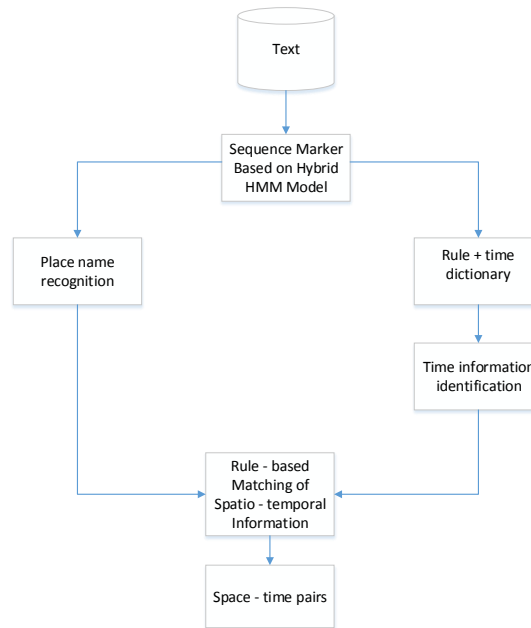 Text
Sequence Marker
Based on Hybrid
HMM Model
Place name
recognition
Rule + time
dictionary
Time information
identification
Rule - based
Matching of
Spatio - temporal
Information
Space - time pairs